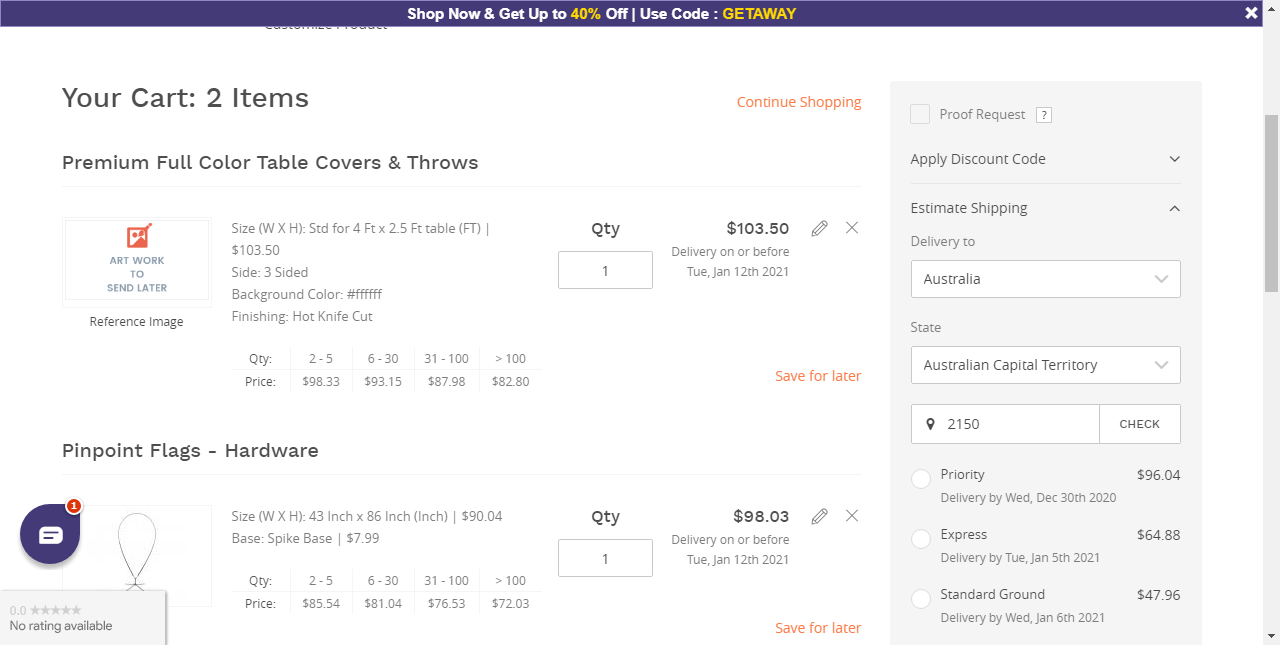 Shop Now & Get Up to 40% Off | Use Code : GETAWAY
Customize Product
Your Cart: 2 Items
Continue Shopping
Premium Full Color Table Covers & Throws
ART WORK
TO
SEND LATER
Reference Image
Size (W X H): Std for 4 Ft x 2.5 Ft table (FT) |
$103.50
Side: 3 Sided
Background Color: #ffffff
Finishing: Hot Knife Cut
Qty: 2 - 5 6 - 30 31 - 100 > 100
Price: $98.33 $93.15 $87.98 $82.80
Qty
1
$103.50
Delivery on or before
Tue, Jan 12th 2021
Save for later
Pinpoint Flags - Hardware
Size (W X H): 43 Inch x 86 Inch (Inch) | $90.04
Base: Spike Base | $7.99
Qty: 2 - 5 6 - 30 31 - 100 > 100
Price: $85.54 $81.04 $76.53 $72.03
Qty
1
$98.03
Delivery on or before
Tue, Jan 12th 2021
Save for later
1
0.0 ★★★★★
No rating available
Proof Request ?
Apply Discount Code
Estimate Shipping
Delivery to
Australia
State
Australian Capital Territory
2150 CHECK
Priority $96.04
Delivery by Wed, Dec 30th 2020
Express $64.88
Delivery by Tue, Jan 5th 2021
Standard Ground $47.96
Delivery by Wed, Jan 6th 2021